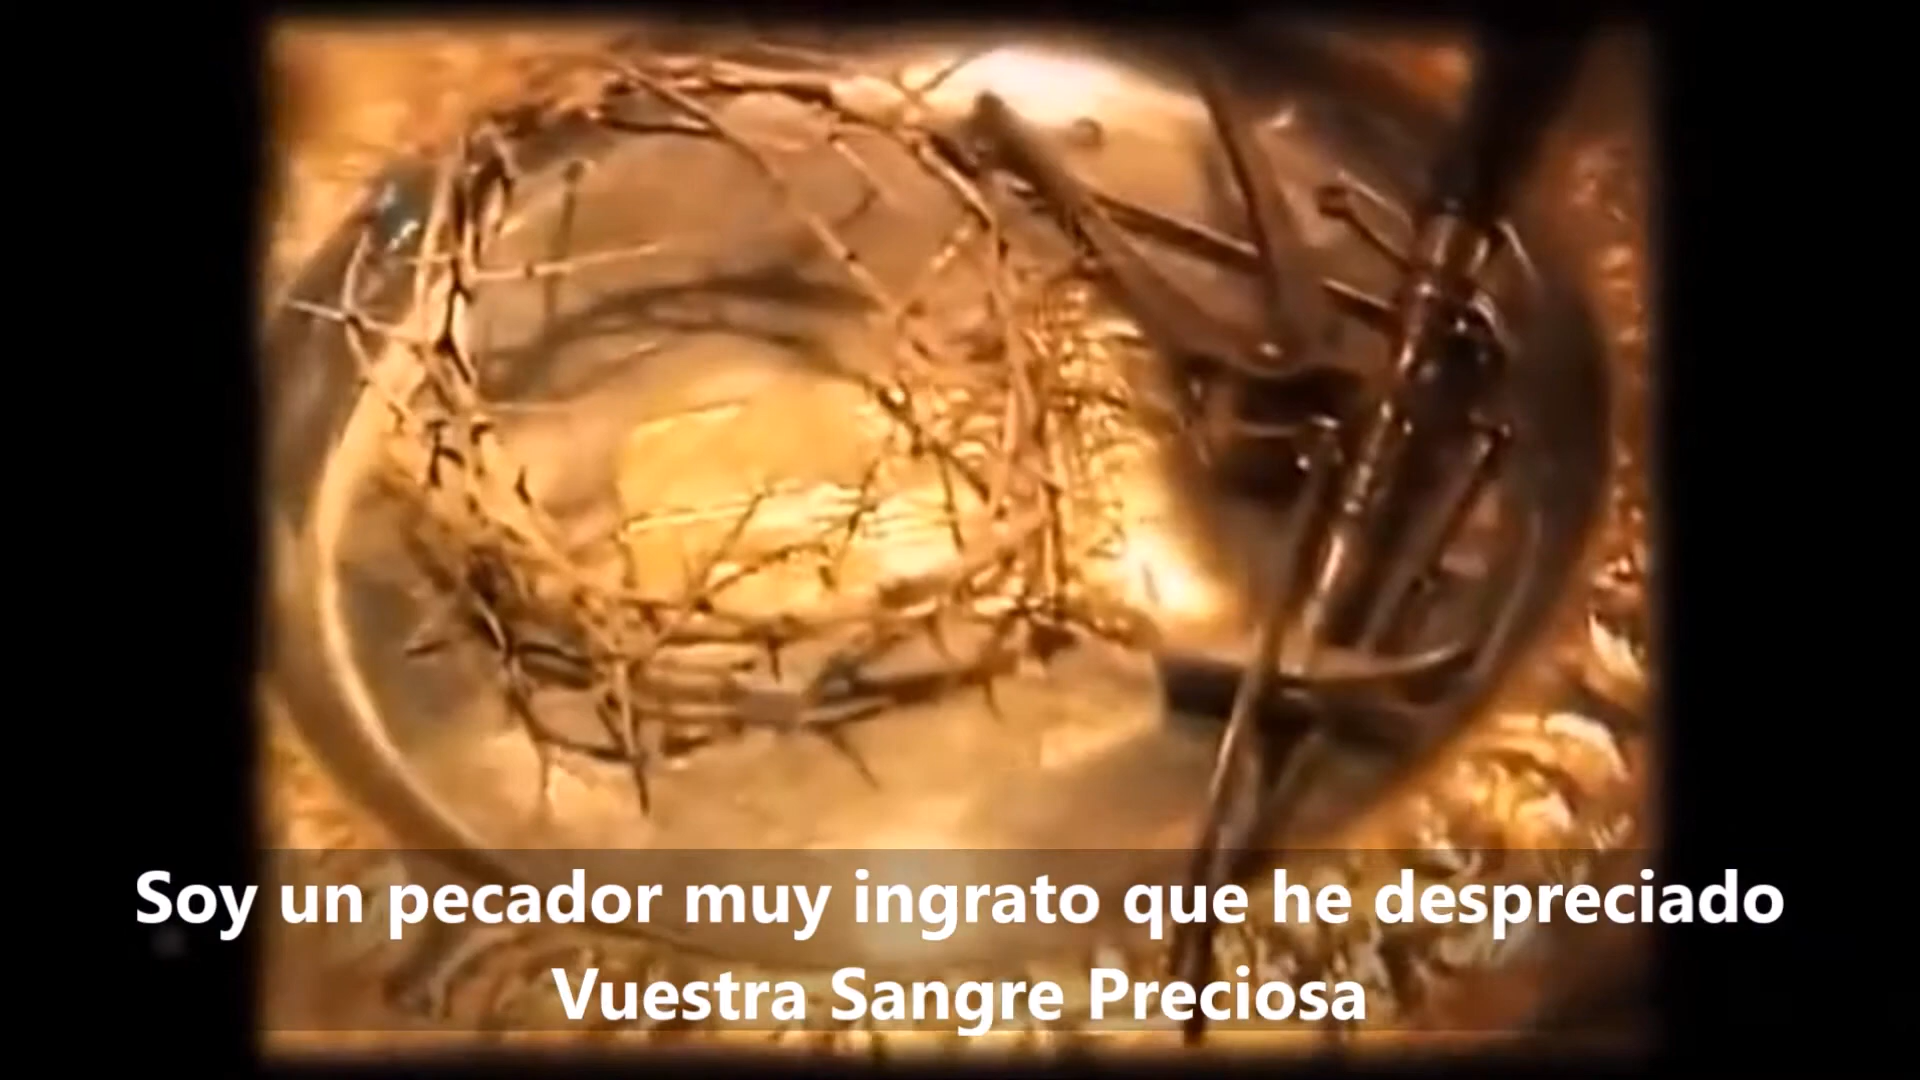 Soy un pecador muy ingrato que he despreciado
Vuestra Sangre Preciosa